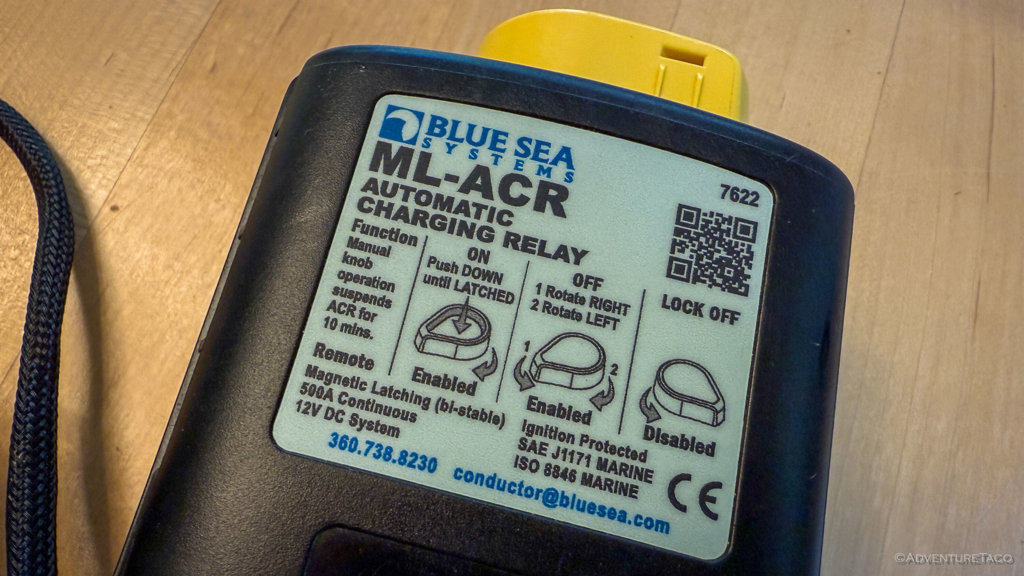 BLUE SEA
SYSTEMS
ML-ACR
AUTOMATIC
CHARGING RELAY
7622
Function
Manual
knob
operation
suspends
ACR for
10 mins.
Remote
ON
Push DOWN
until LATCHED
Enabled
OFF
1 Rotate RIGHT
2 Rotate LEFT
1
2
Enabled
LOCK OFF
Disabled
Magnetic Latching (bi-stable)
500A Continuous
12V DC System
Ignition Protected
SAE J1171 MARINE
ISO 8846 MARINE
CE
360.738.8230
conductor@bluesea.com
©ADVENTURETACO